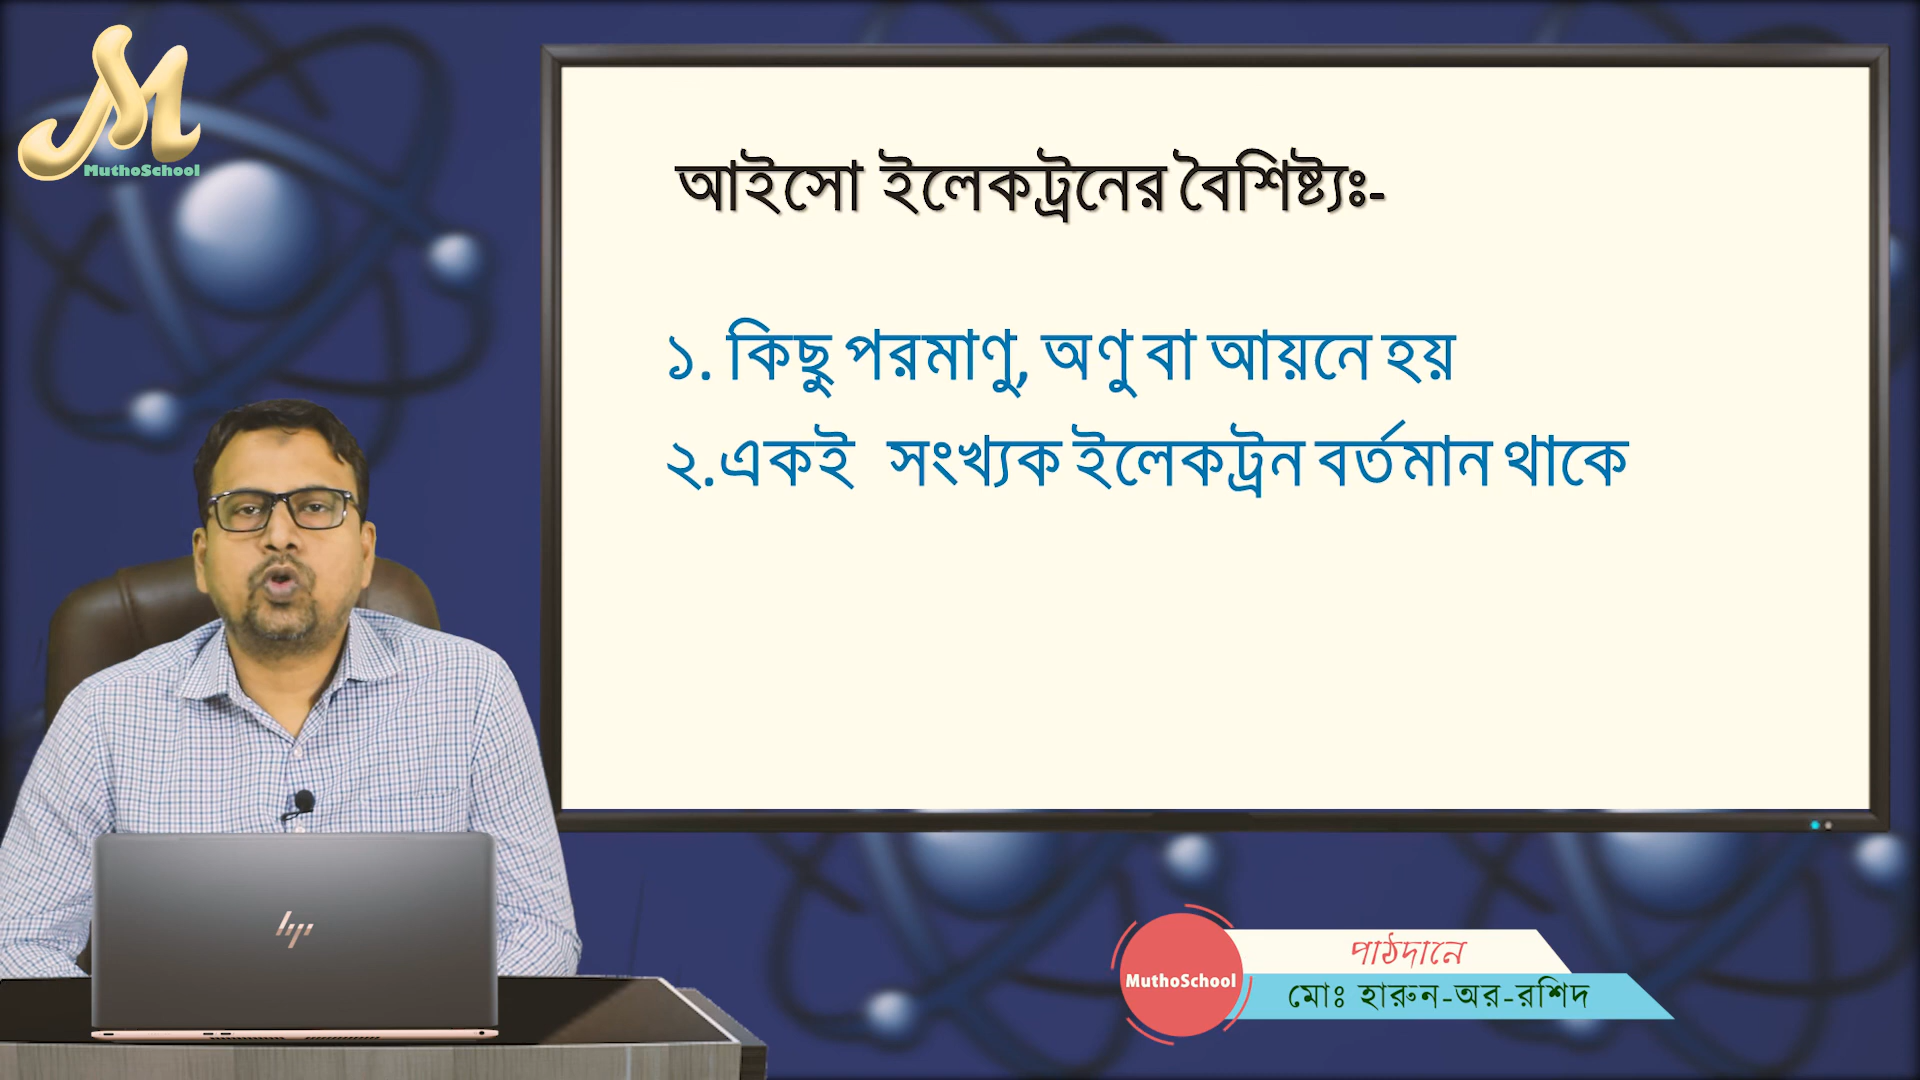 MuthoSchool
আইসো ইলেকট্রনের বৈশিষ্ট্যঃ-
১. কিছু পরমাণু, অণু বা আয়নে হয়
২.একই সংখ্যক ইলেকট্রন বর্তমান থাকে
hp
পাঠদানে
MuthoSchool
মোঃ হারুন-অর-রশিদ